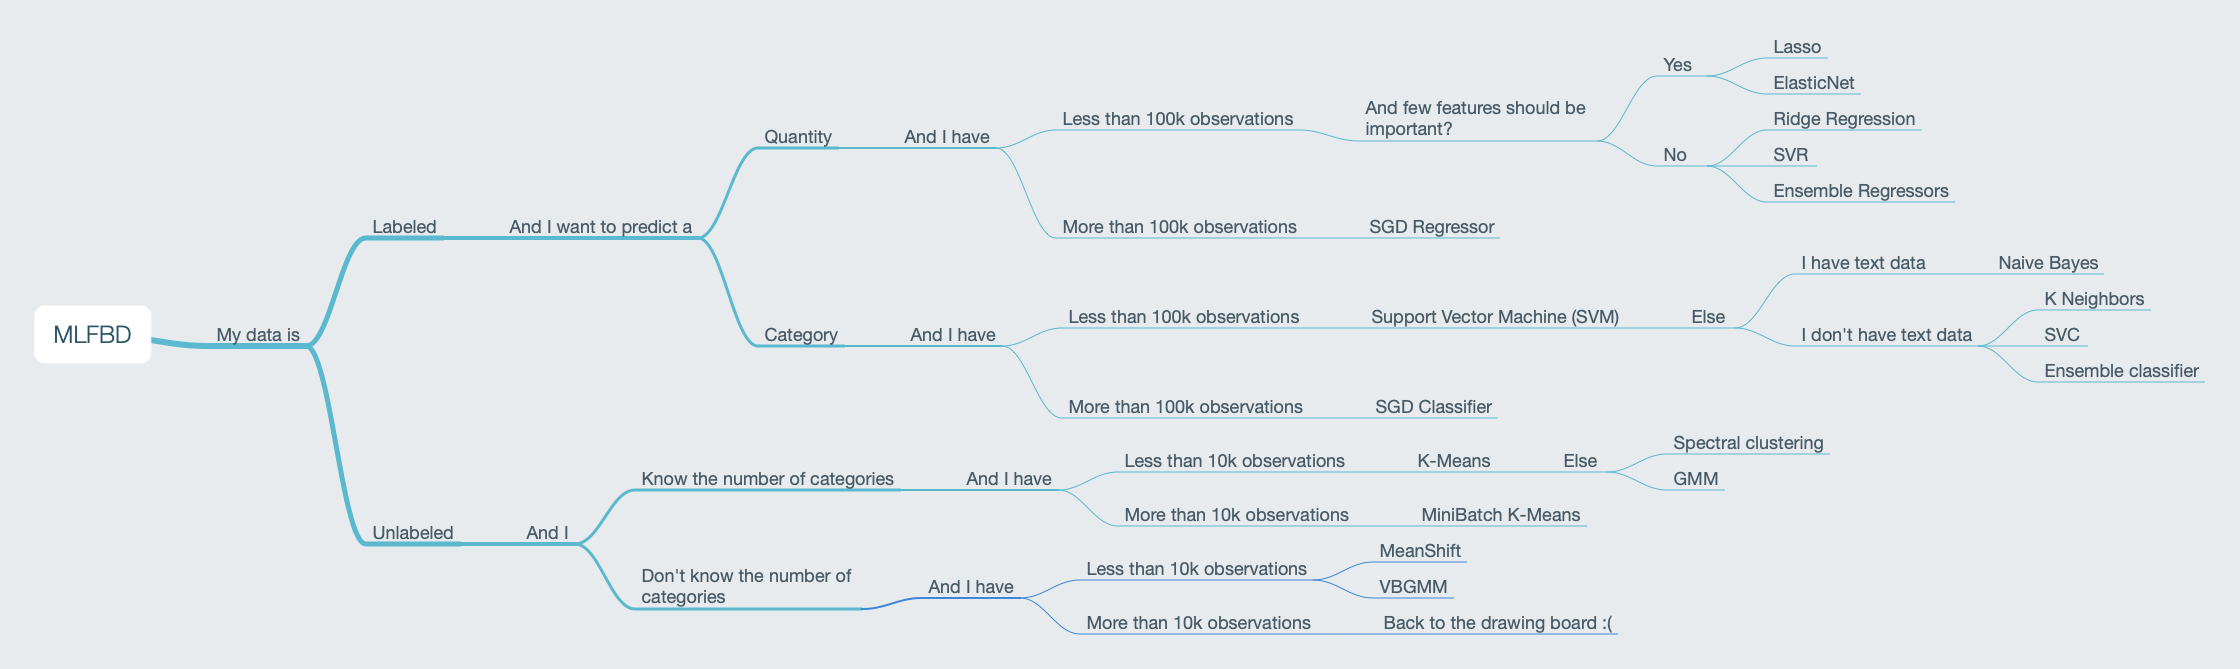 MLFBD
My data is
Labeled
And I want to predict a
Quantity
And I have
Less than 100k observations
And few features should be
important?
Yes
Lasso
ElasticNet
No
Ridge Regression
SVR
Ensemble Regressors
More than 100k observations
SGD Regressor
Category
And I have
Less than 100k observations
Support Vector Machine (SVM)
Else
I have text data
Naive Bayes
I don't have text data
K Neighbors
SVC
Ensemble classifier
More than 100k observations
SGD Classifier
Unlabeled
And I
Know the number of categories
And I have
Less than 10k observations
K-Means
Else
Spectral clustering
GMM
More than 10k observations
MiniBatch K-Means
Don't know the number of
categories
And I have
Less than 10k observations
MeanShift
VBGMM
More than 10k observations
Back to the drawing board :(